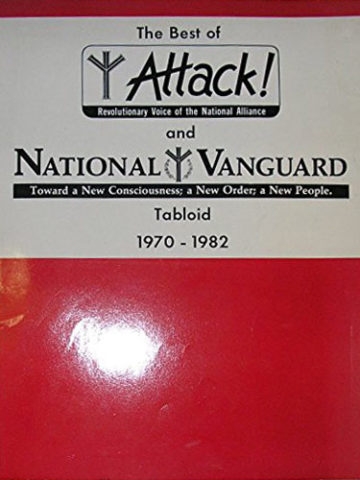 The Best of
Attack!
Revolutionary Voice of the National Alliance
and
NATIONAL VANGUARD
Toward a New Consciousness; a New Order; a New People.
Tabloid
1970 - 1982